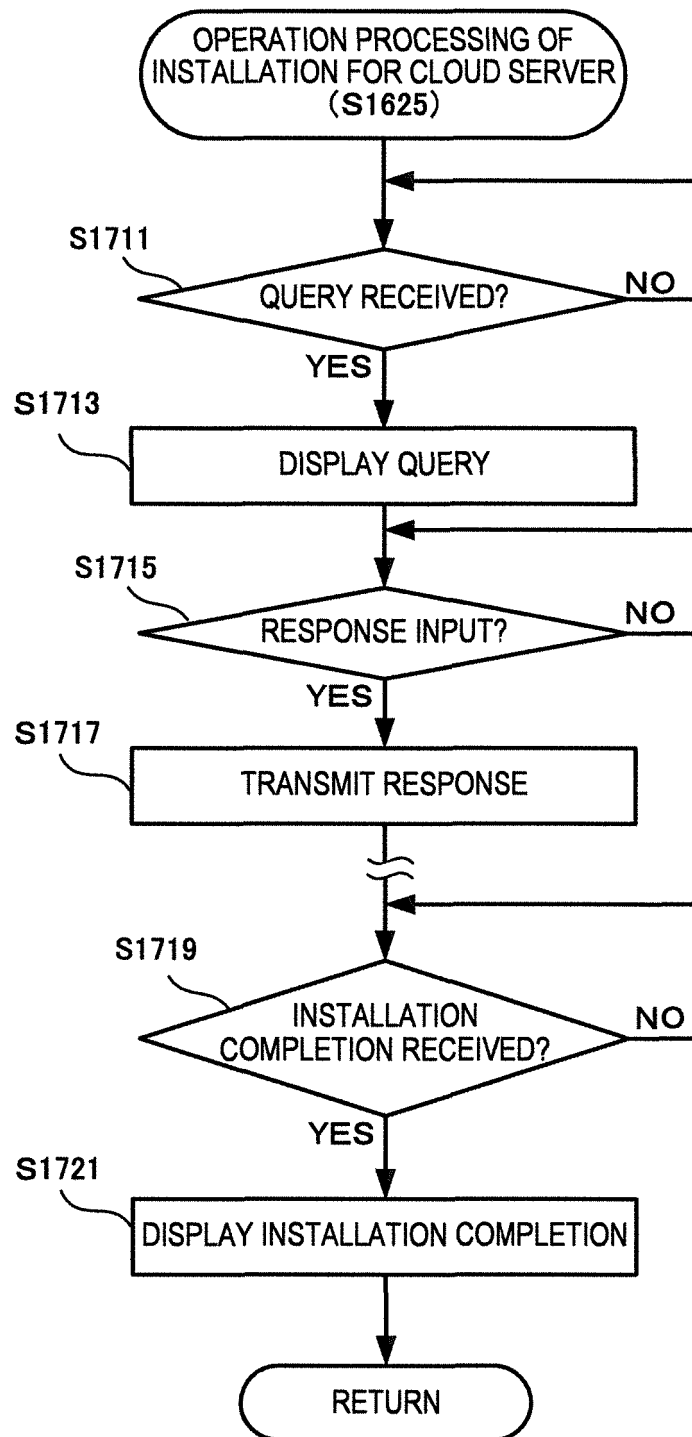 OPERATION PROCESSING OF
INSTALLATION FOR CLOUD SERVER
(S1625)
S1711
QUERY RECEIVED?
NO
YES
S1713
DISPLAY QUERY
S1715
RESPONSE INPUT?
NO
YES
S1717
TRANSMIT RESPONSE
S1719
INSTALLATION
COMPLETION RECEIVED?
NO
YES
S1721
DISPLAY INSTALLATION COMPLETION
RETURN